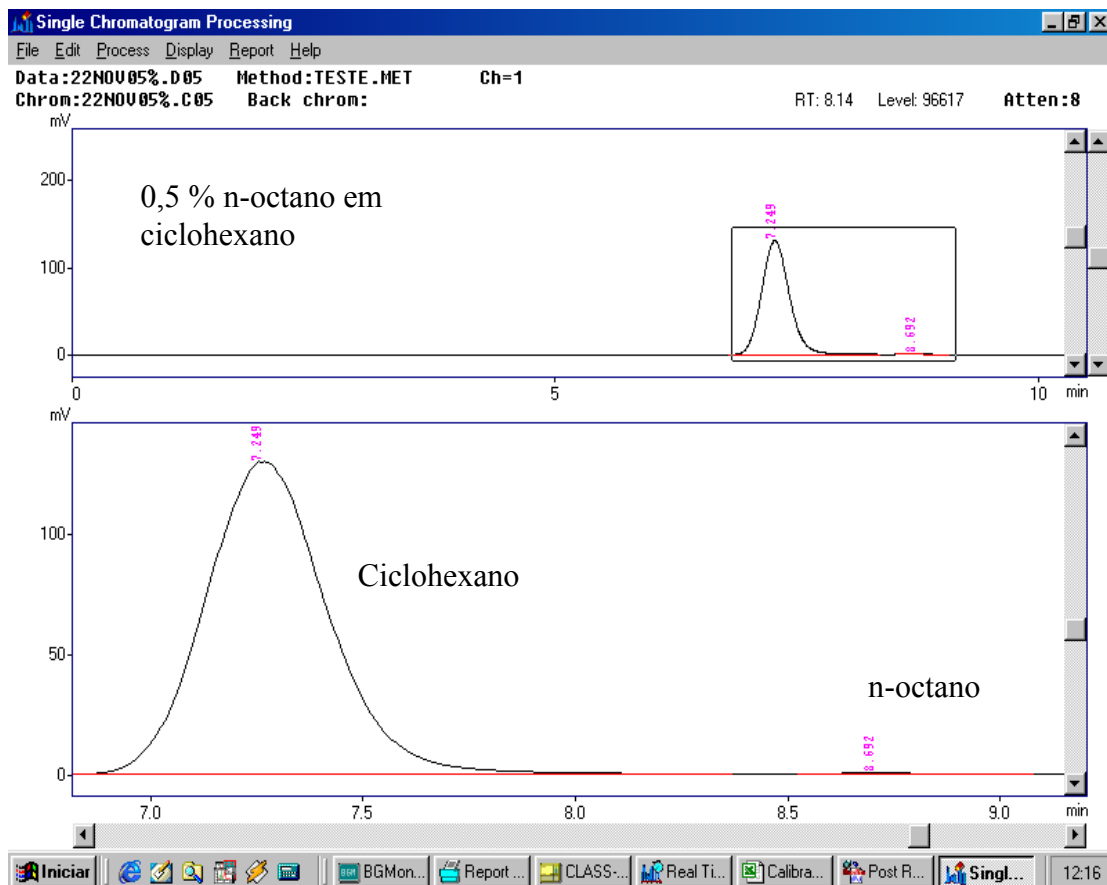 Single Chromatogram Processing
File Edit Process Display Report Help
Data:22NOV05%.D05 Method:TESTE.MET Ch=1
Chrom:22NOV05%.C05 Back chrom: RT: 8.14 Level: 96617 Atten:8
mV
200
100
0
0,5 % n-octano em
ciclohexano
7.249
8.692
0 5 10 min
mV
100
50
0
7.249
Ciclohexano
n-octano
8.692
7.0 7.5 8.0 8.5 9.0 min
Iniciar BGMon... Report ... CLASS-... Real Ti... Calibra... Post R... Singl... 12:16